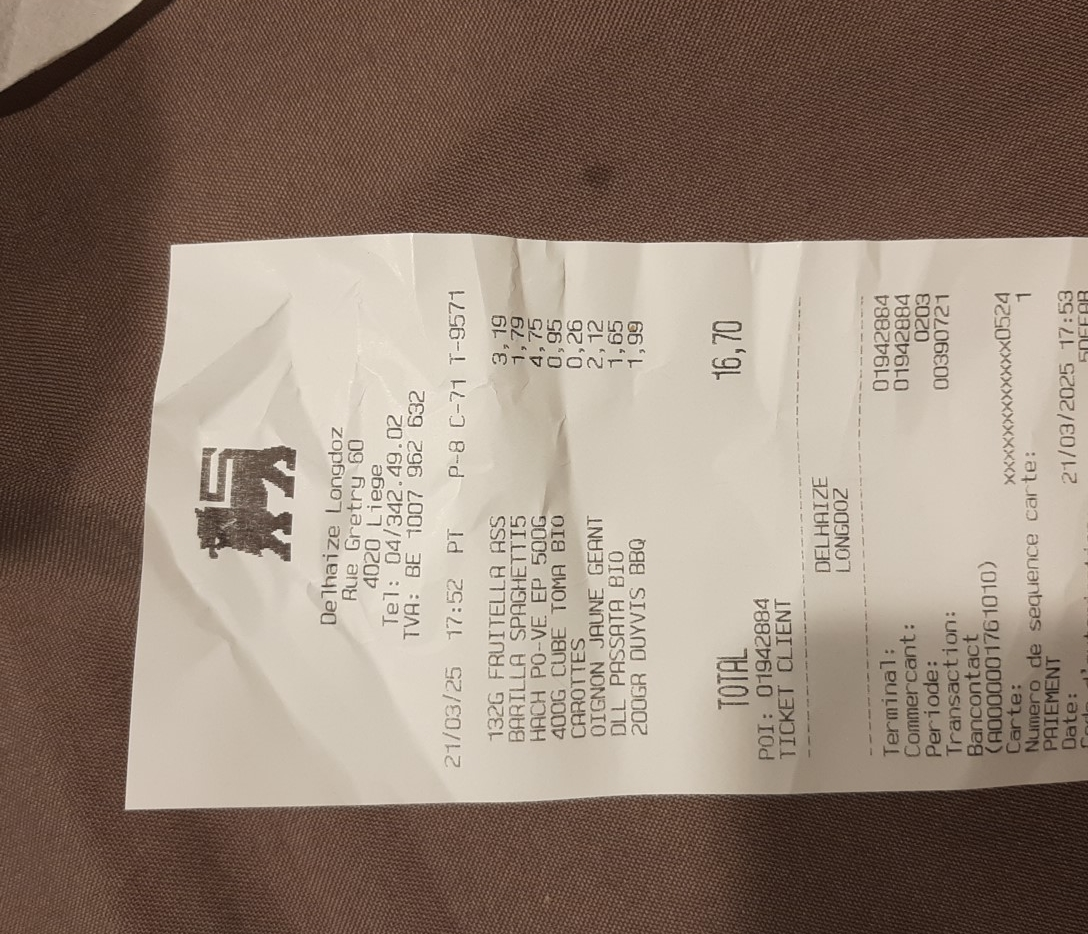 Delhaize Longdoz
Rue Gretry 60
4020 Liege
Tel: 04/342.49.02
TVA: BE 1007 962 632
21/03/25 17:52 PT P-8 C-71 T-9571
132G FRUITELLA ASS 3,19
BARILLA SPAGHETTI5 1,79
HACH PO-VE EP 500G 4,75
400G CUBE TOMA BIO 0,95
CAROTTES 0,26
OIGNON JAUNE GEANT 2,12
DLL PASSATA BIO 1,65
200GR DUYVIS BBQ 1,99
TOTAL 16,70
POI: 01942884
TICKET CLIENT
DELHAIZE
LONGDOZ
Terminal: 01942884
Commercant: 01942884
Periode: 0203
Transaction: 00390721
Bancontact
(A0000001761010)
Carte: xxxxxxxxxxxxxxx0524
Numero de sequence carte: 1
PAIEMENT
Date: 21/03/2025 17:53